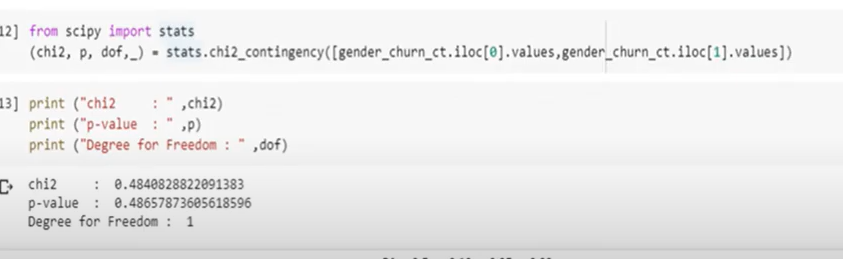 12] from scipy import stats
(chi2, p, dof,_) = stats.chi2_contingency([gender_churn_ct.iloc[0].values,gender_churn_ct.iloc[1].values])
13] print ("chi2     : " ,chi2)
print ("p-value  : " ,p)
print ("Degree for Freedom : " ,dof)
chi2     :  0.4840828822091383
p-value  :  0.48657873605618596
Degree for Freedom :  1